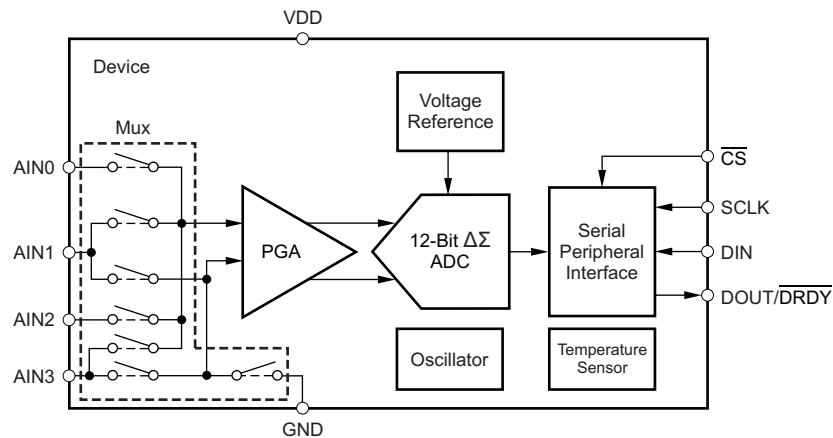 VDD
Device
Mux
Voltage
Reference
AIN0
AIN1
AIN2
AIN3
PGA
12-Bit ΔΣ
ADC
Serial
Peripheral
Interface
CS
SCLK
DIN
DOUT/DRDY
Oscillator
Temperature
Sensor
GND